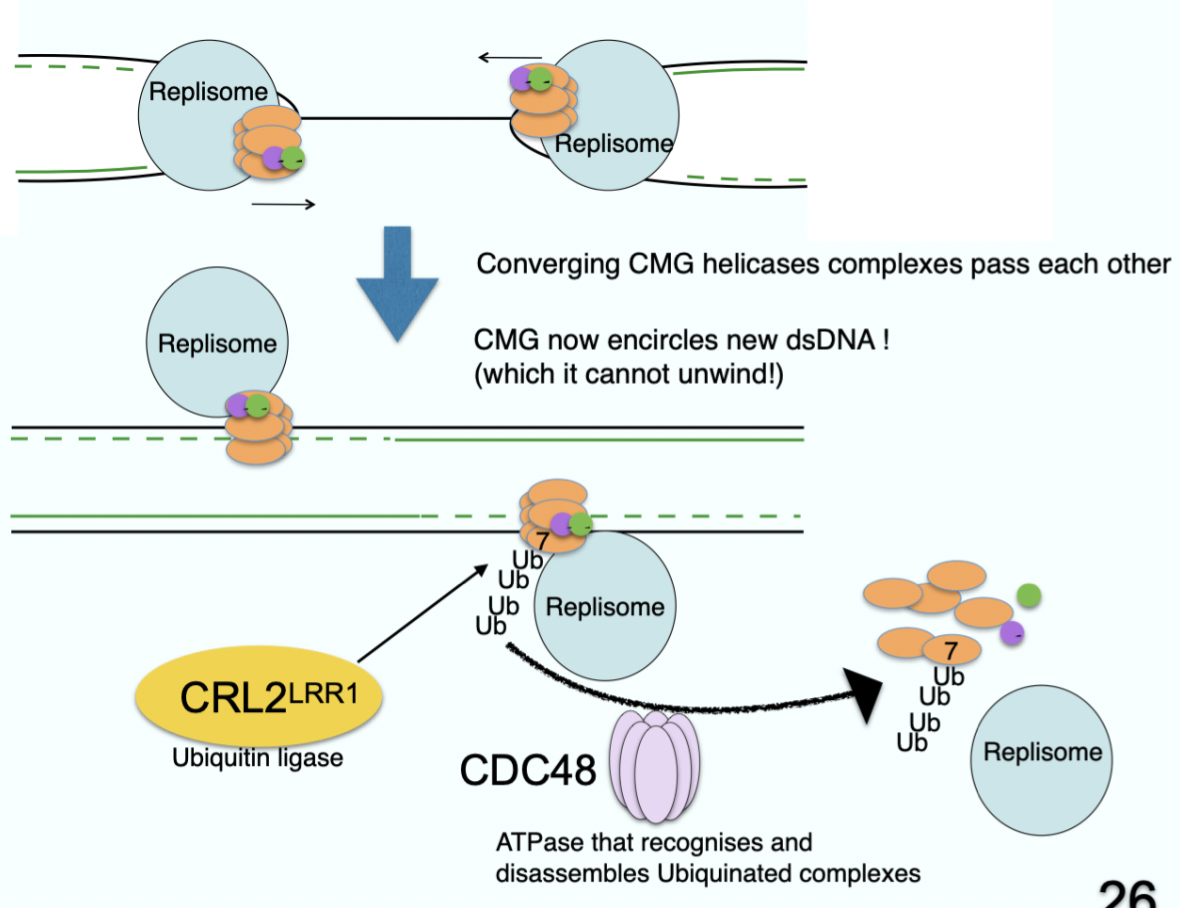 Replisome
Replisome
Converging CMG helicases complexes pass each other
Replisome
CMG now encircles new dsDNA !
(which it cannot unwind!)
7
Ub
Ub
Ub
Ub
Replisome
CRL2LRR1
Ubiquitin ligase
7
Ub
Ub
Ub
Ub
Replisome
CDC48
ATPase that recognises and
disassembles Ubiquinated complexes
26